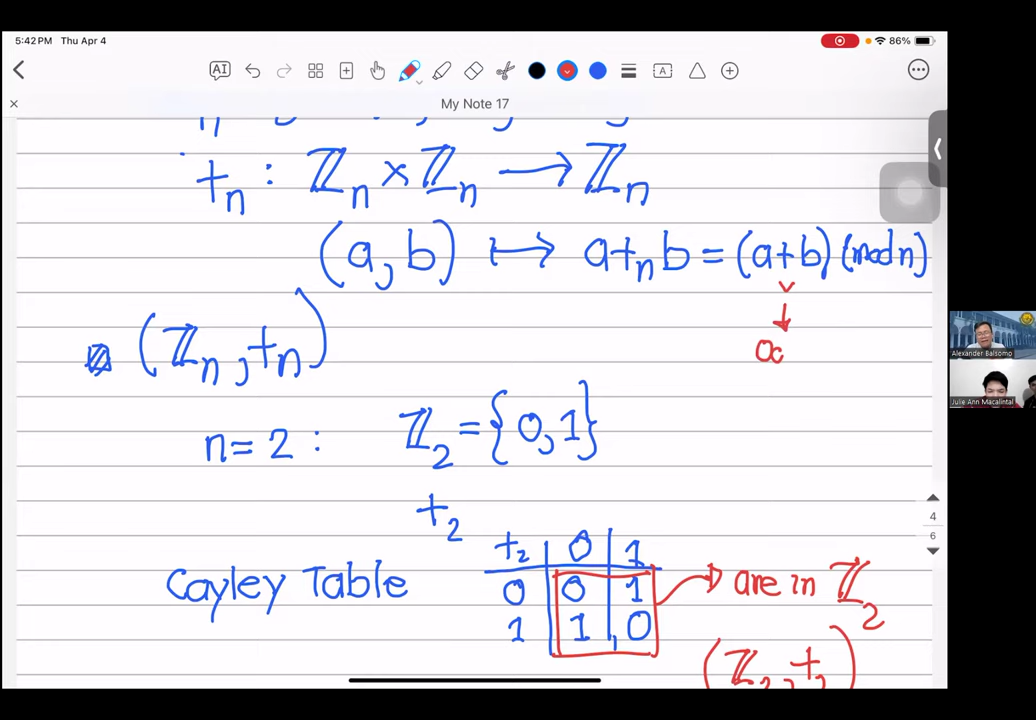 5:42 PM Thu Apr 4
86%
AI
A
My Note 17
+ₙ : ℤₙ × ℤₙ ⟶ ℤₙ
(a, b) ⟼ a +ₙ b = (a + b) (mod n)
(ℤₙ, +ₙ)
n = 2 : ℤ₂ = {0, 1}
+₂
4
6
Cayley Table
+₂ 0 1
0 0 1
1 1 0
are in ℤ₂
(ℤ₂, +₂)
Alexander Balsomo
Julie Ann Macalintal